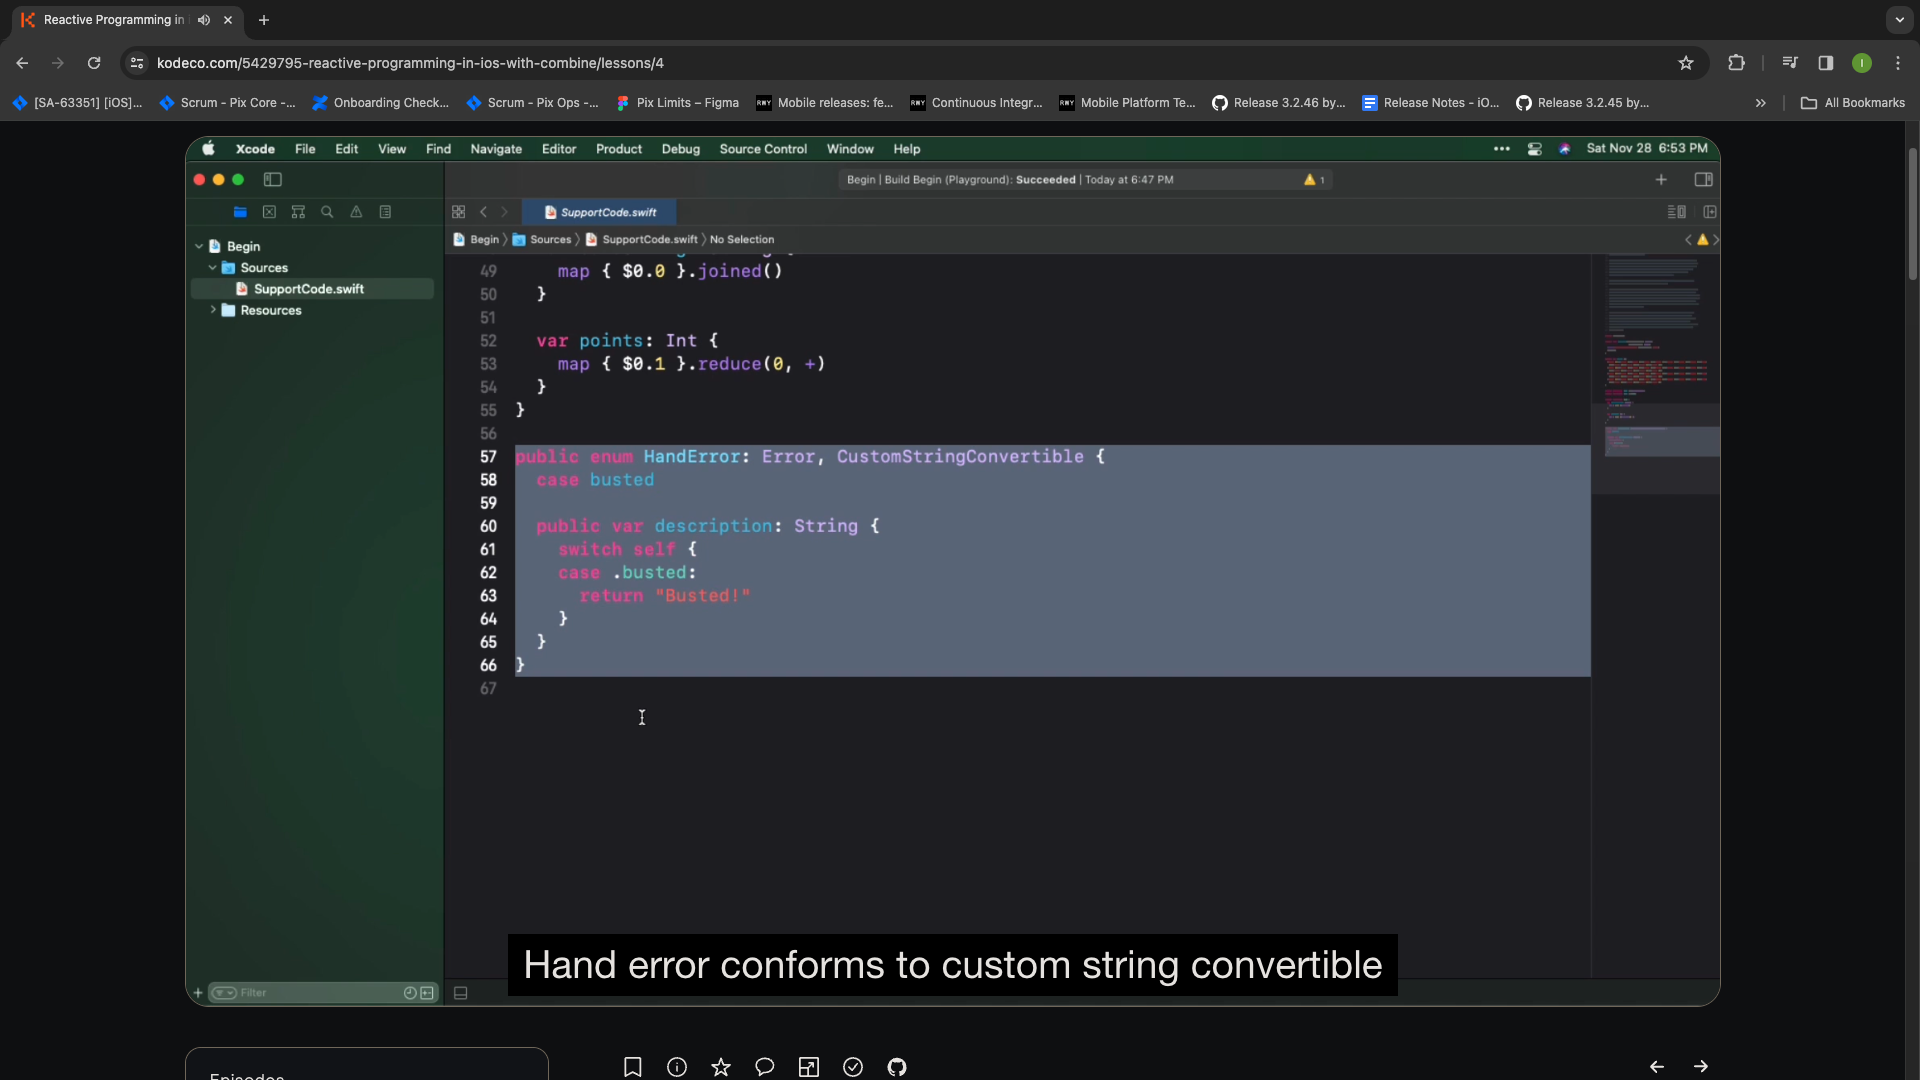 Reactive Programming in
kodeco.com/5429795-reactive-programming-in-ios-with-combine/lessons/4
[SA-63351] [iOS]...
Scrum - Pix Core -...
Onboarding Check...
Scrum - Pix Ops -...
Pix Limits – Figma
Mobile releases: fe...
Continuous Integr...
Mobile Platform Te...
Release 3.2.46 by...
Release Notes - iO...
Release 3.2.45 by...
All Bookmarks
Xcode File Edit View Find Navigate Editor Product Debug Source Control Window Help
Sat Nov 28 6:53 PM
Begin | Build Begin (Playground): Succeeded | Today at 6:47 PM
1
SupportCode.swift
Begin Sources SupportCode.swift No Selection
Begin
Sources
SupportCode.swift
Resources
49 map { $0.0 }.joined()
50 }
51
52 var points: Int {
53 map { $0.1 }.reduce(0, +)
54 }
55 }
56
57 public enum HandError: Error, CustomStringConvertible {
58 case busted
59
60 public var description: String {
61 switch self {
62 case .busted:
63 return "Busted!"
64 }
65 }
66 }
67
Hand error conforms to custom string convertible
Filter
Episodes